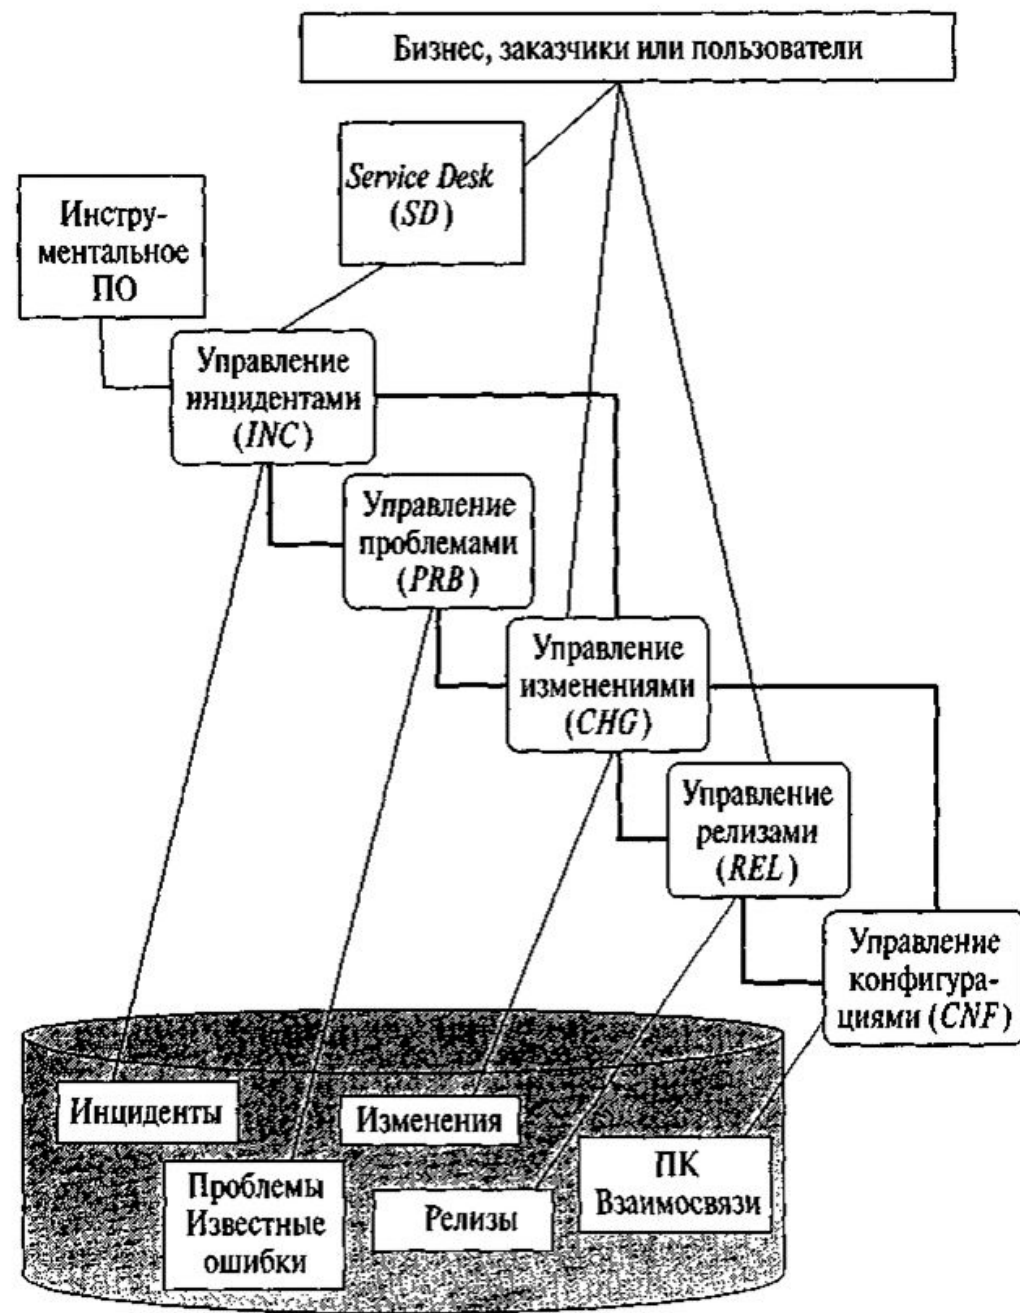 Бизнес, заказчики или пользователи
Service Desk
(SD)
Инстру-
ментальное
ПО
Управление
инцидентами
(INC)
Управление
проблемами
(PRB)
Управление
изменениями
(CHG)
Управление
релизами
(REL)
Управление
конфигура-
циями (CNF)
Инциденты
Изменения
ПК
Взаимосвязи
Проблемы
Известные
ошибки
Релизы